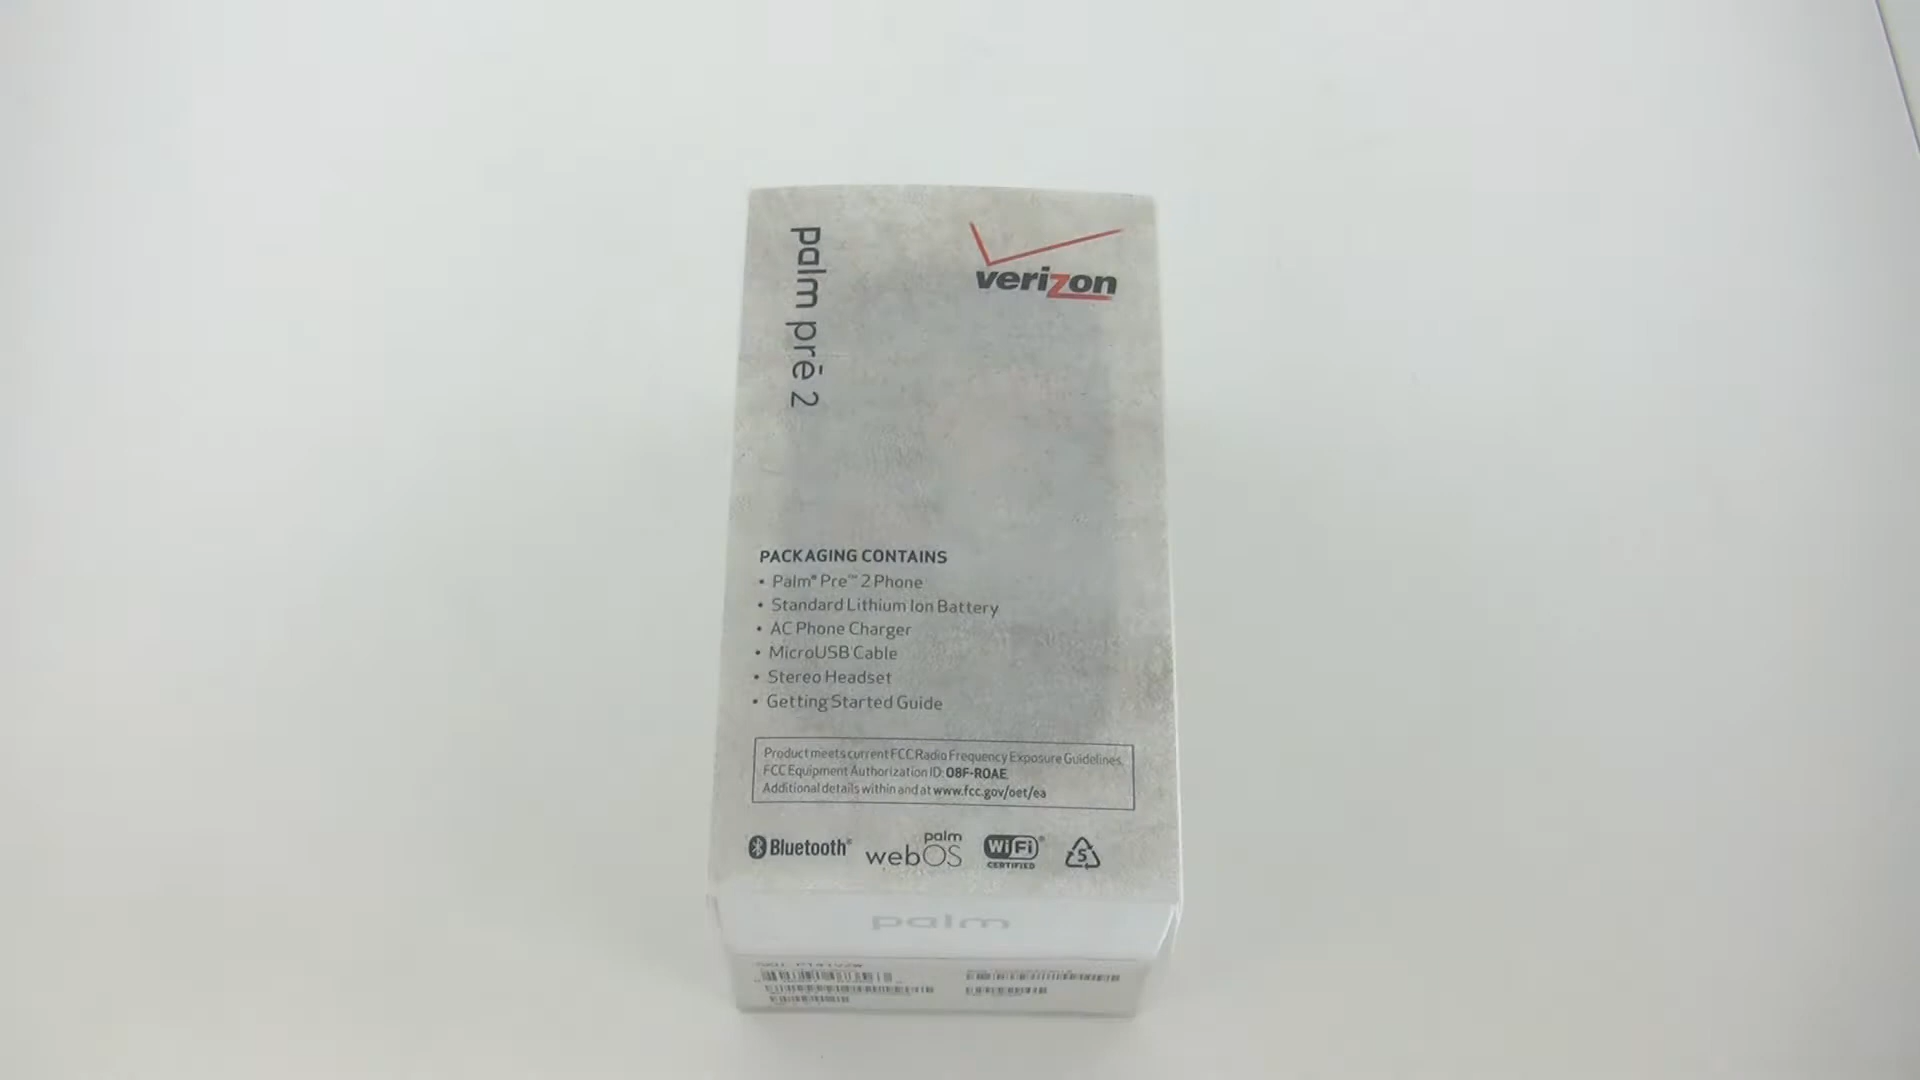 palm prē 2
verizon
PACKAGING CONTAINS
• Palm® Pre™ 2 Phone
• Standard Lithium Ion Battery
• AC Phone Charger
• MicroUSB Cable
• Stereo Headset
• Getting Started Guide
Product meets current FCC Radio Frequency Exposure Guidelines.
FCC Equipment Authorization ID: O8F-ROAE.
Additional details within and at www.fcc.gov/oet/ea
Bluetooth® palm webOS Wi Fi® CERTIFIED 5
palm